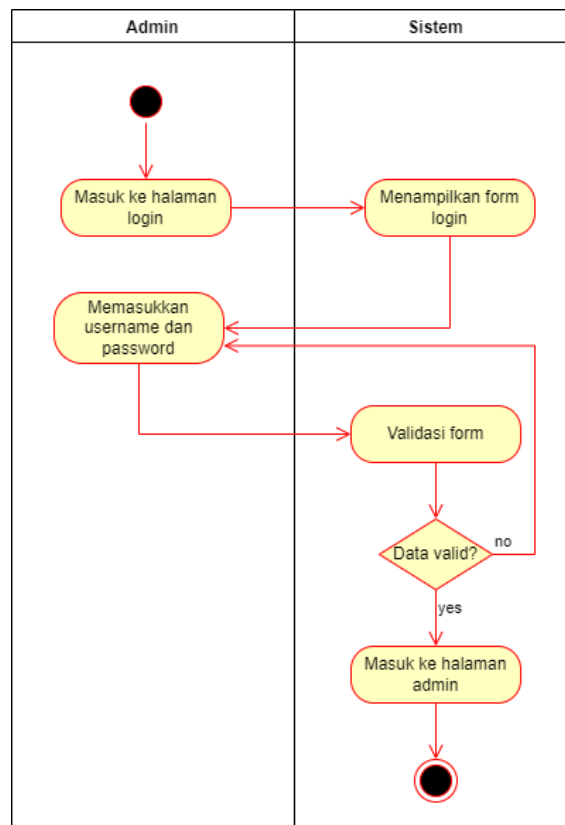 Admin
Sistem
Masuk ke halaman
login
Menampilkan form
login
Memasukkan
username dan
password
Validasi form
Data valid?
no
yes
Masuk ke halaman
admin